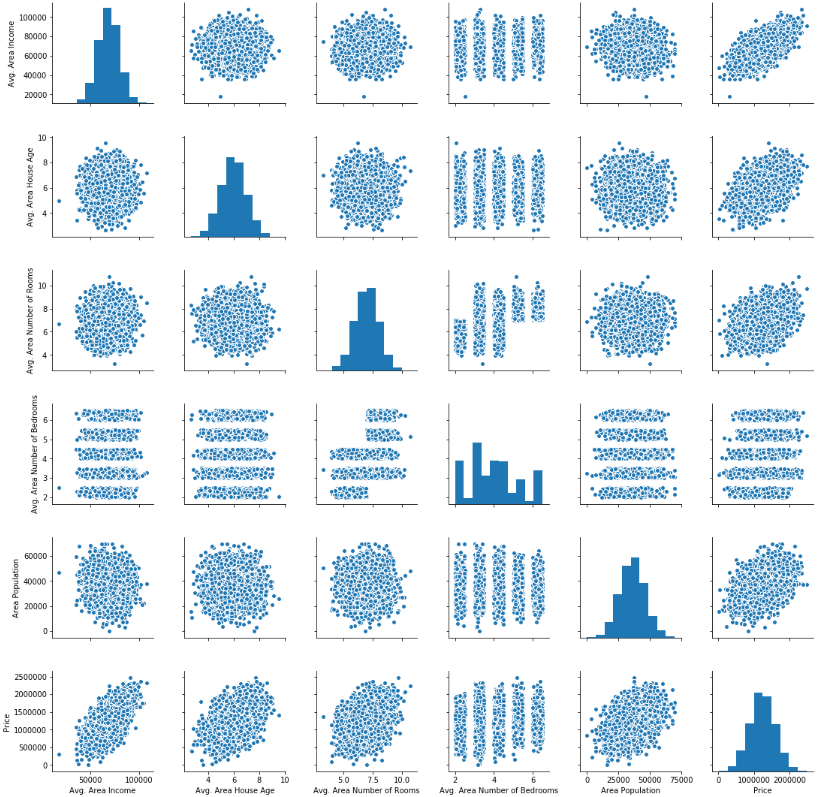 Avg. Area Income
100000
80000
60000
40000
20000
Avg. Area House Age
10
8
6
4
Avg. Area Number of Rooms
10
8
6
4
Avg. Area Number of Bedrooms
6
5
4
3
2
Area Population
60000
40000
20000
0
Price
2500000
2000000
1500000
1000000
500000
0
50000 100000
4 6 8 10
5.0 7.5 10.0
2 4 6
0 25000 50000 75000
0 1000000 2000000
Avg. Area Income
Avg. Area House Age
Avg. Area Number of Rooms
Avg. Area Number of Bedrooms
Area Population
Price